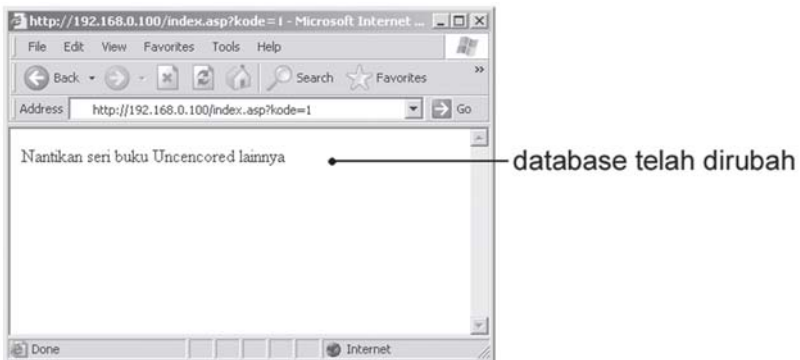 http://192.168.0.100/index.asp?kode=1 - Microsoft Internet ...
File Edit View Favorites Tools Help
Back Search Favorites »
Address http://192.168.0.100/index.asp?kode=1 Go
Nantikan seri buku Uncencored lainnya
database telah dirubah
Done Internet